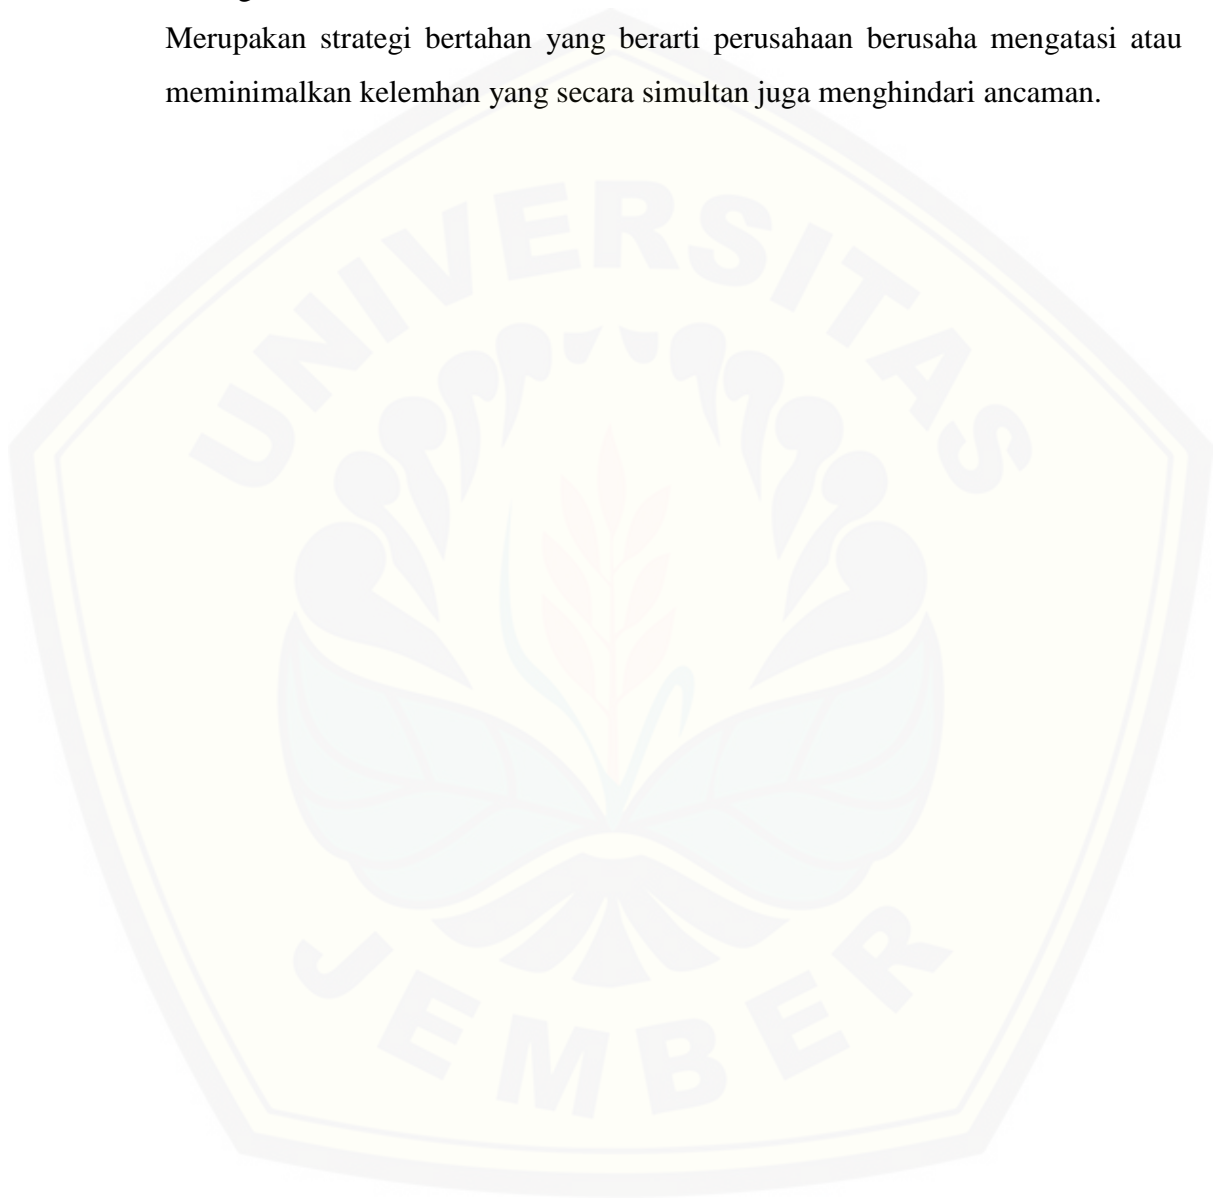 Merupakan strategi bertahan yang berarti perusahaan berusaha mengatasi atau
meminimalkan kelemhan yang secara simultan juga menghindari ancaman.
UNIVERSITAS
JEMBER